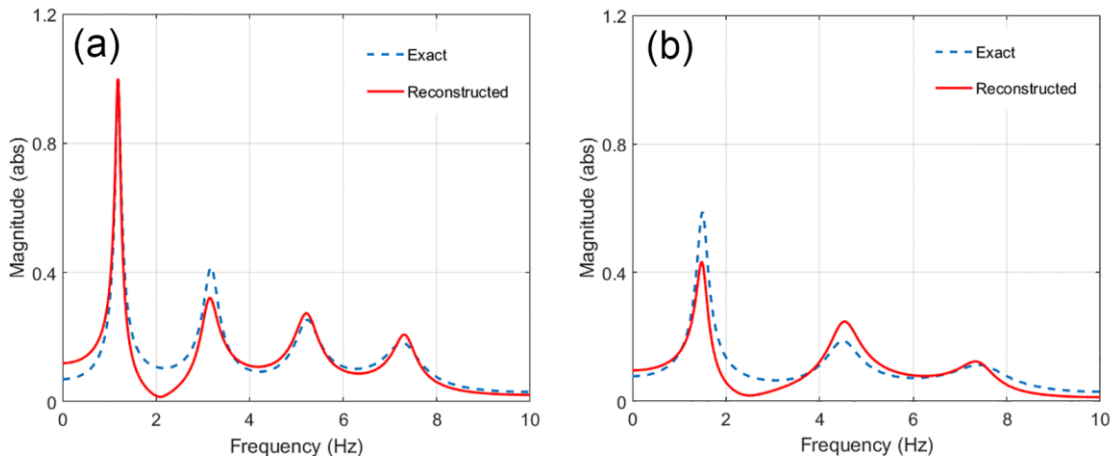 (a)
1.2
0.8
0.4
0
Magnitude (abs)
Exact
Reconstructed
0 2 4 6 8 10
Frequency (Hz)
(b)
1.2
0.8
0.4
0
Magnitude (abs)
Exact
Reconstructed
0 2 4 6 8 10
Frequency (Hz)